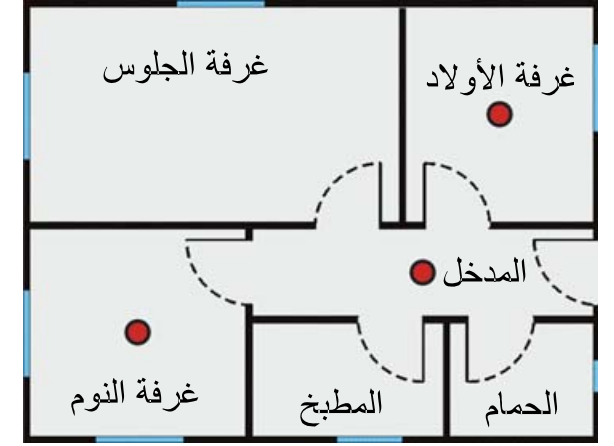 غرفة الأولاد
غرفة الجلوس
المدخل
غرفة النوم
المطبخ
الحمام